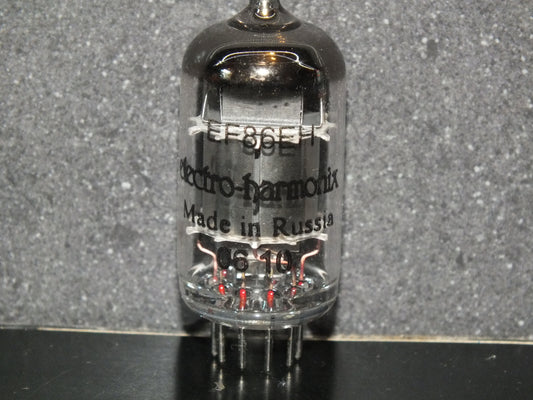 EF86EH
electro-harmonix
Made in Russia
06 10